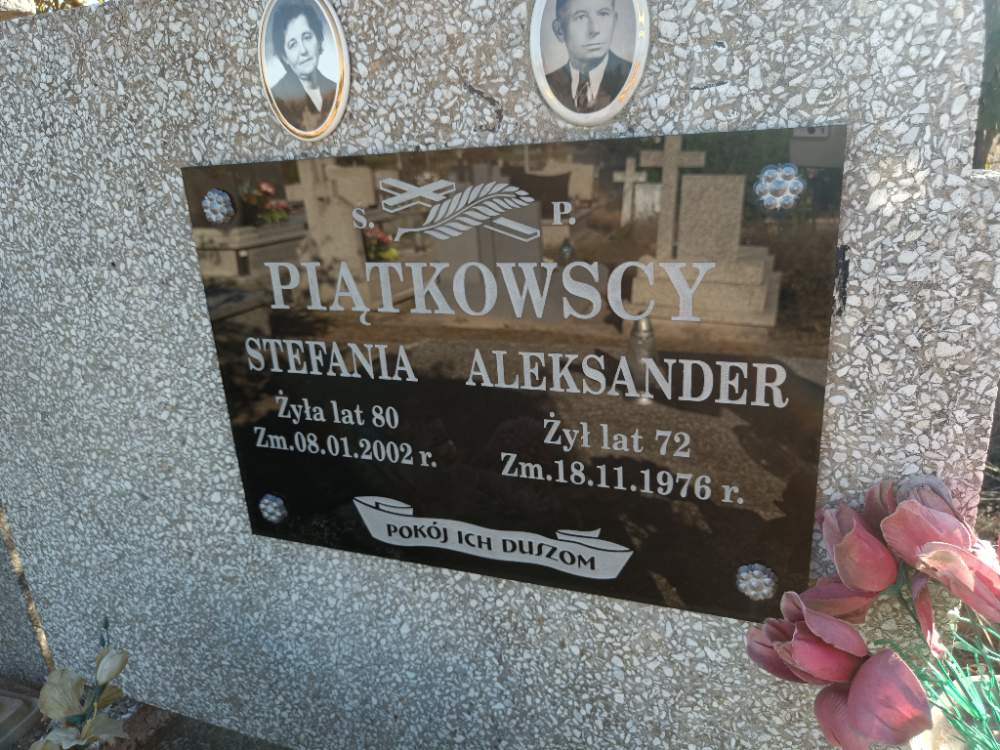 S. P.
PIĄTKOWSCY
STEFANIA ALEKSANDER
Żyła lat 80 Żył lat 72
Zm.08.01.2002 r. Zm.18.11.1976 r.
POKÓJ ICH DUSZOM